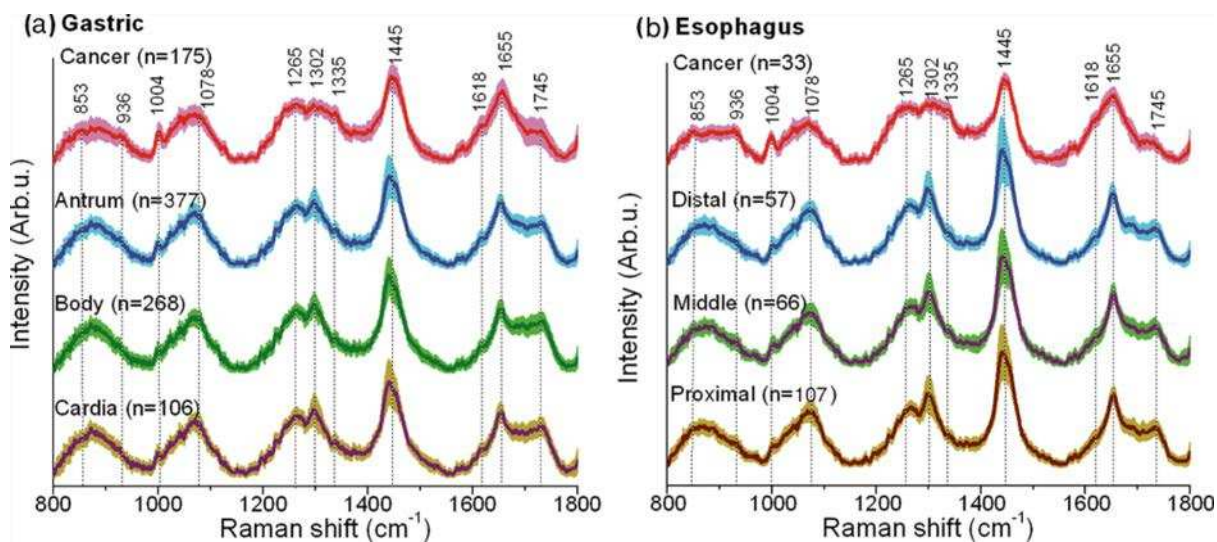 (a) Gastric
Cancer (n=175)
853
936
1004
1078
1265
1302
1335
1445
1618
1655
1745
Antrum (n=377)
Body (n=268)
Cardia (n=106)
Intensity (Arb.u.)
800 1000 1200 1400 1600 1800
Raman shift (cm⁻¹)
(b) Esophagus
Cancer (n=33)
853
936
1004
1078
1265
1302
1335
1445
1618
1655
1745
Distal (n=57)
Middle (n=66)
Proximal (n=107)
Intensity (Arb.u.)
800 1000 1200 1400 1600 1800
Raman shift (cm⁻¹)